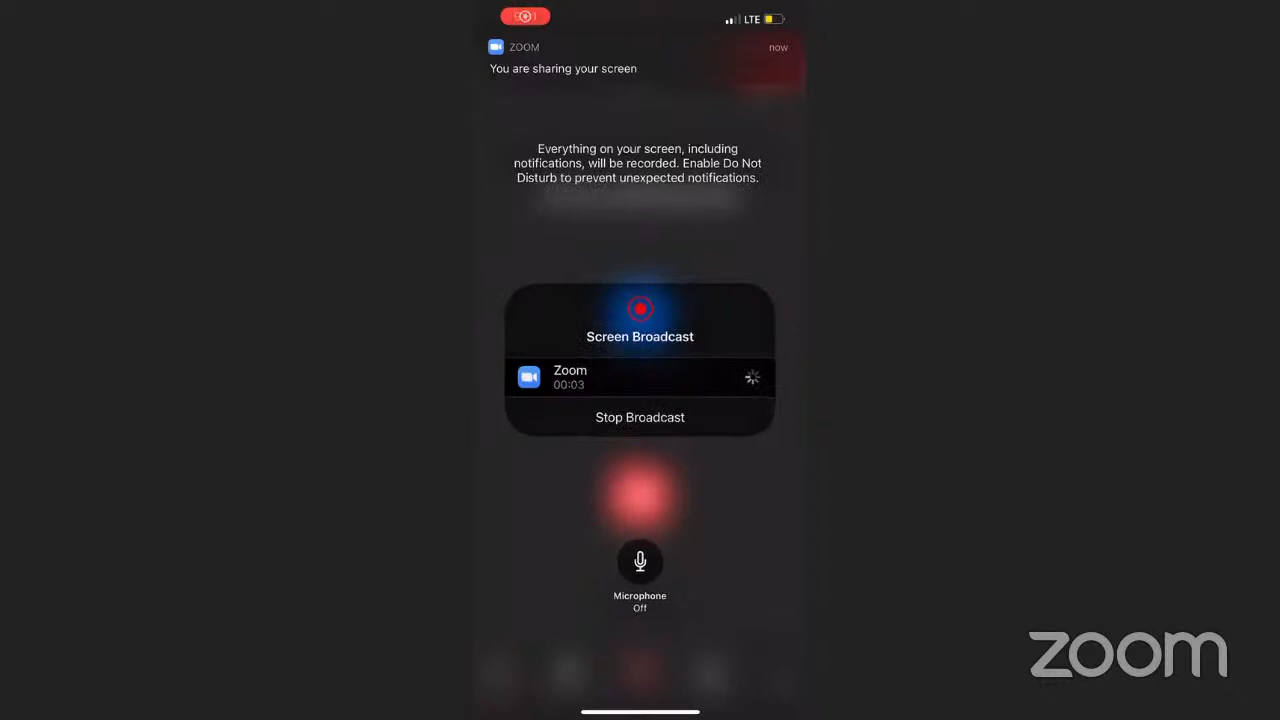 LTE
ZOOM
now
You are sharing your screen
Everything on your screen, including
notifications, will be recorded. Enable Do Not
Disturb to prevent unexpected notifications.
Screen Broadcast
Zoom
00:03
Stop Broadcast
Microphone
Off
zoom